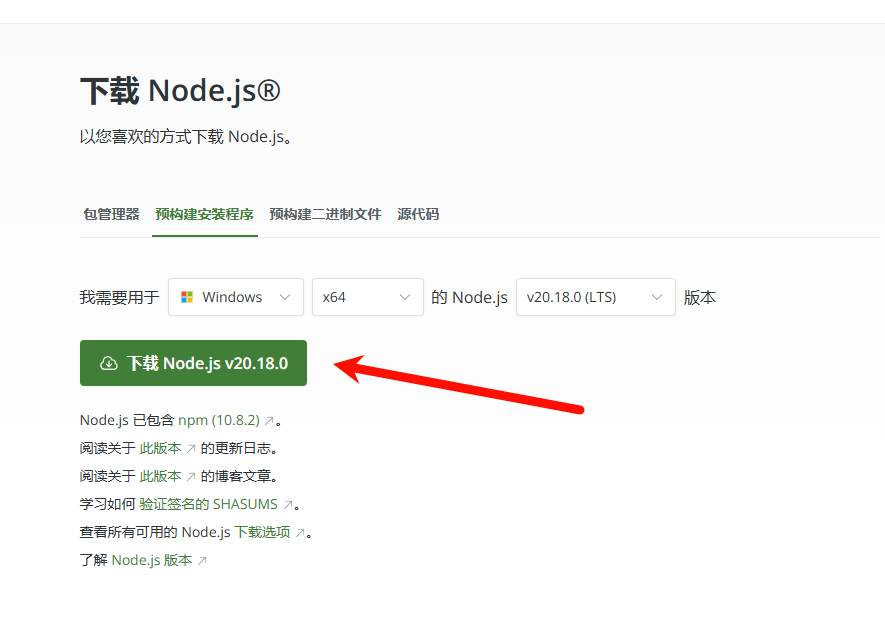 下载 Node.js®
以您喜欢的方式下载 Node.js。
包管理器 预构建安装程序 预构建二进制文件 源代码
我需要用于 Windows x64 的 Node.js v20.18.0 (LTS) 版本
下载 Node.js v20.18.0
Node.js 已包含 npm (10.8.2) ↗。
阅读关于 此版本 ↗ 的更新日志。
阅读关于 此版本 ↗ 的博客文章。
学习如何 验证签名的 SHASUMS ↗。
查看所有可用的 Node.js 下载选项 ↗。
了解 Node.js 版本 ↗